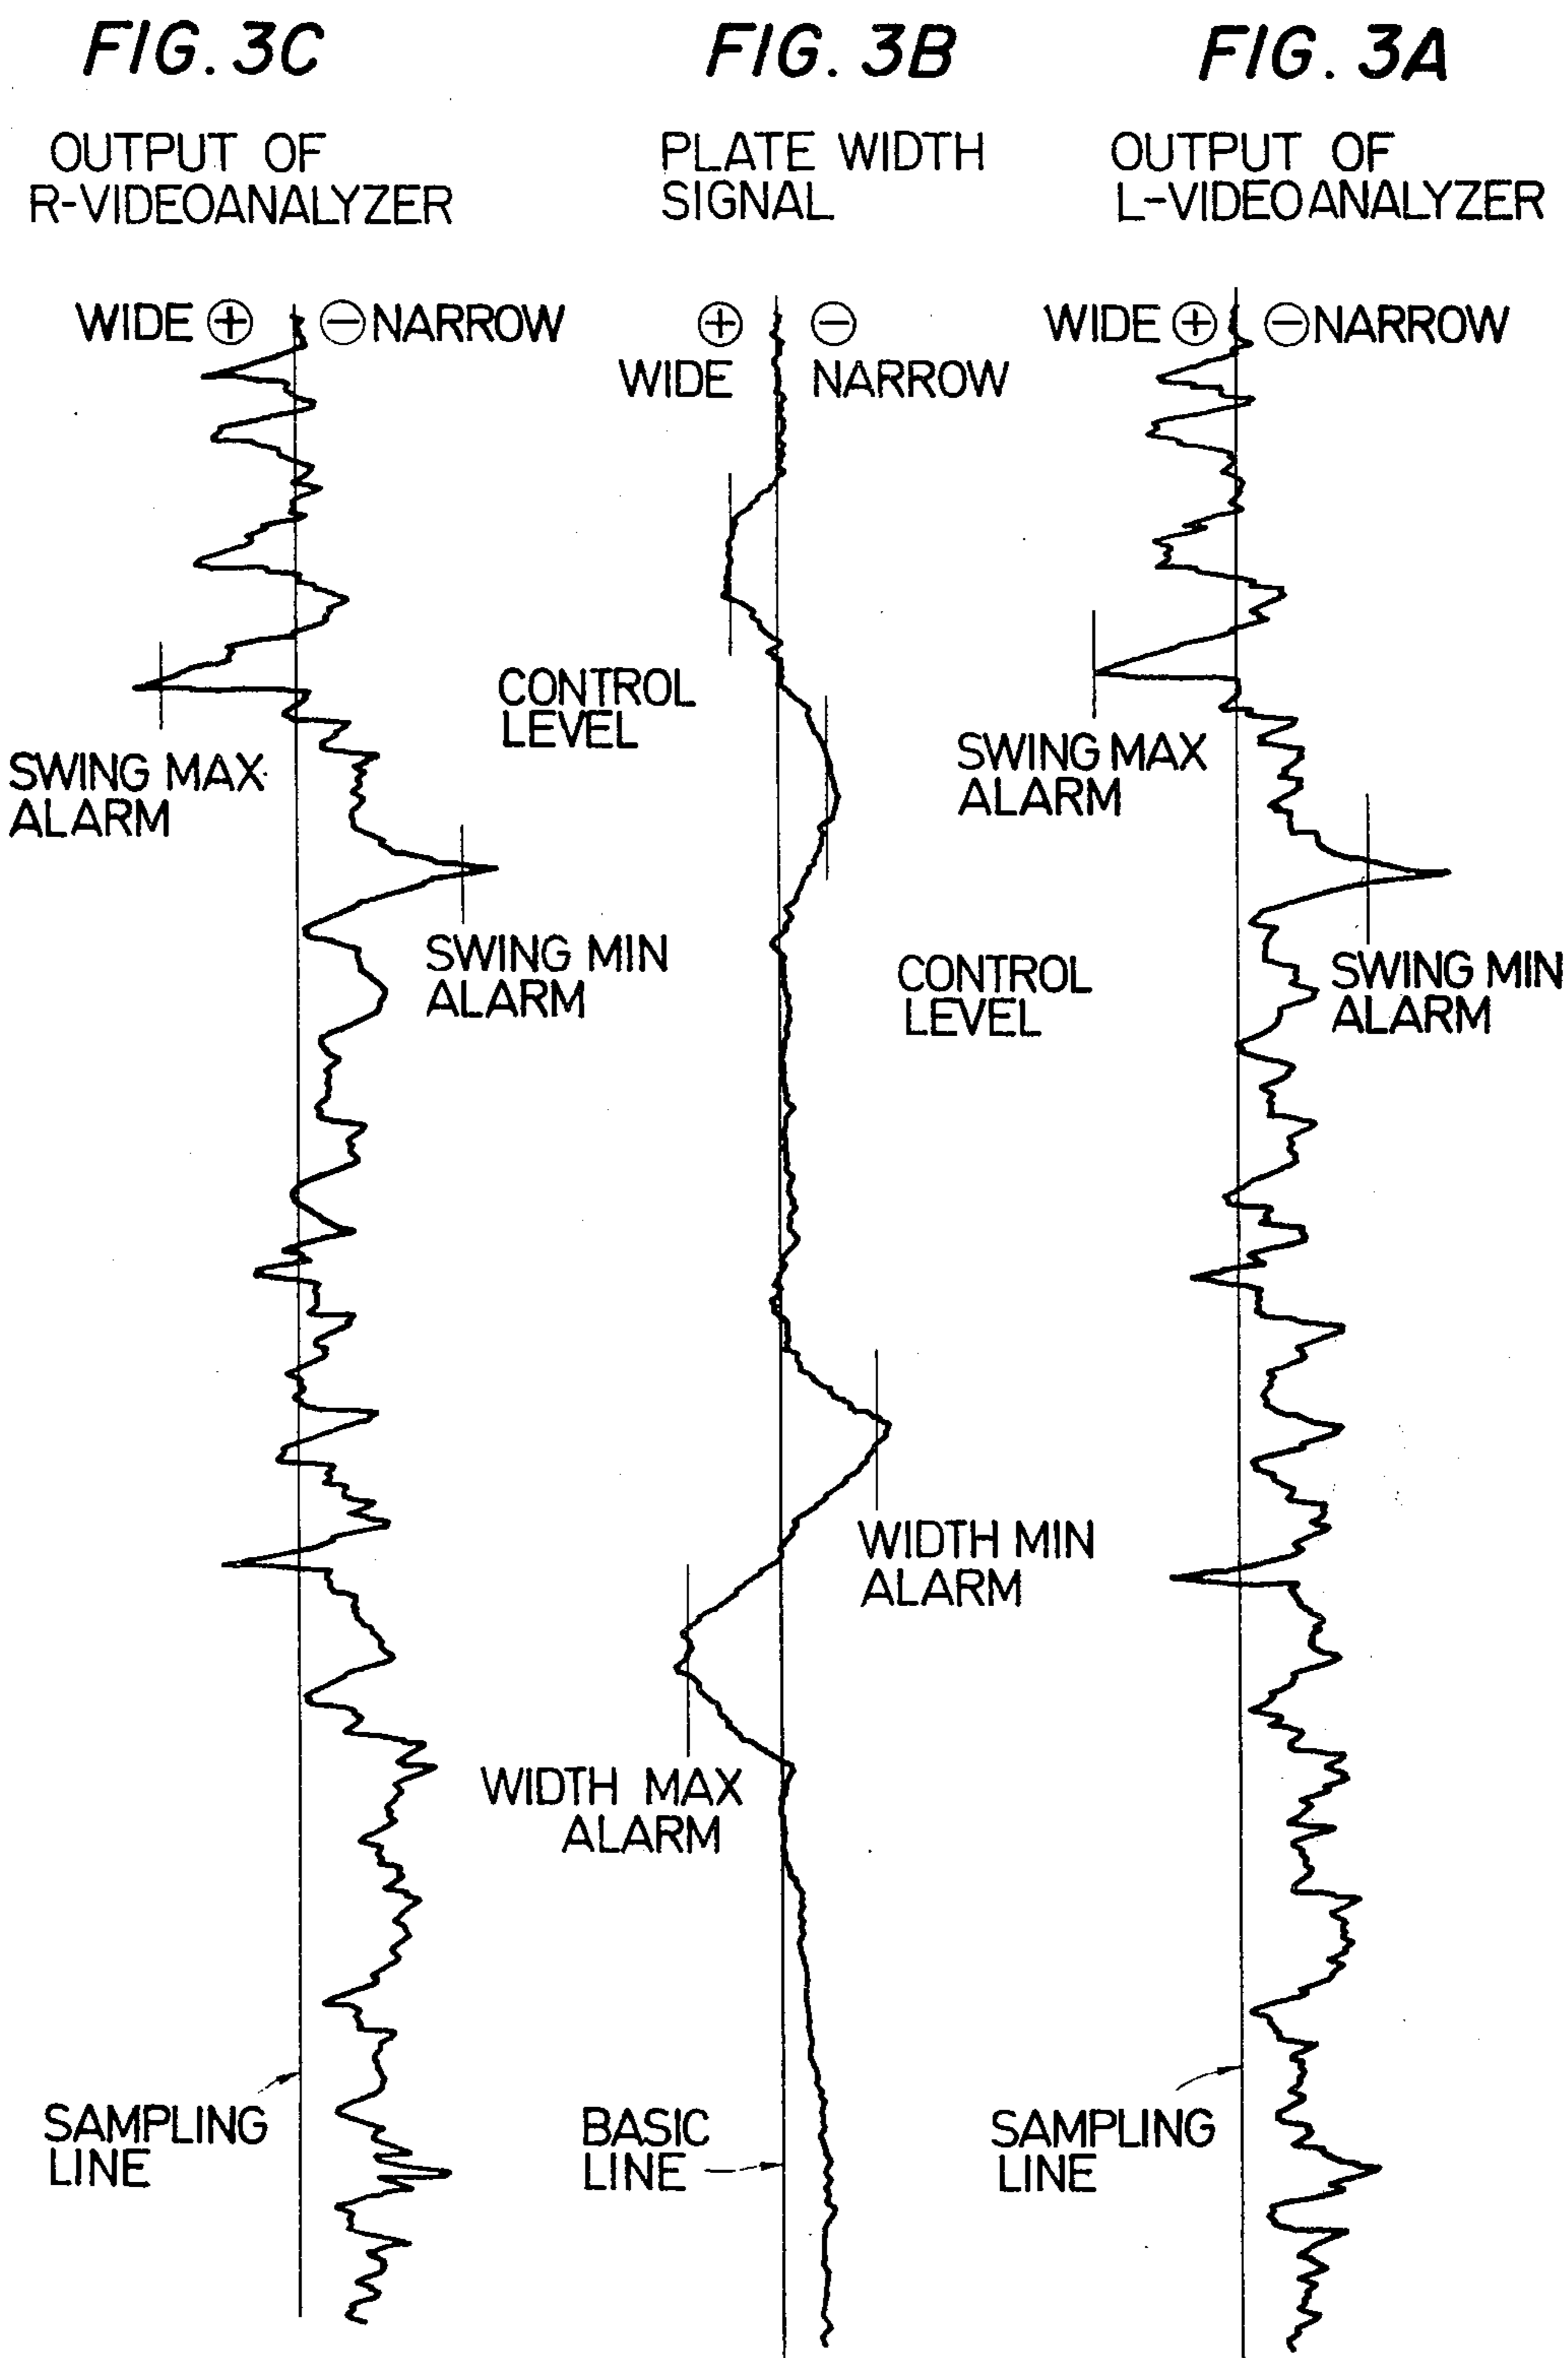 FIG. 3C
OUTPUT OF
R-VIDEOANALYZER
WIDE ⊕ ⊖ NARROW
SWING MAX
ALARM
SWING MIN
ALARM
SAMPLING
LINE
FIG. 3B
PLATE WIDTH
SIGNAL
⊕ ⊖
WIDE NARROW
CONTROL
LEVEL
CONTROL
LEVEL
WIDTH MIN
ALARM
WIDTH MAX
ALARM
BASIC
LINE
FIG. 3A
OUTPUT OF
L-VIDEOANALYZER
WIDE ⊕ ⊖ NARROW
SWING MAX
ALARM
SWING MIN
ALARM
SAMPLING
LINE